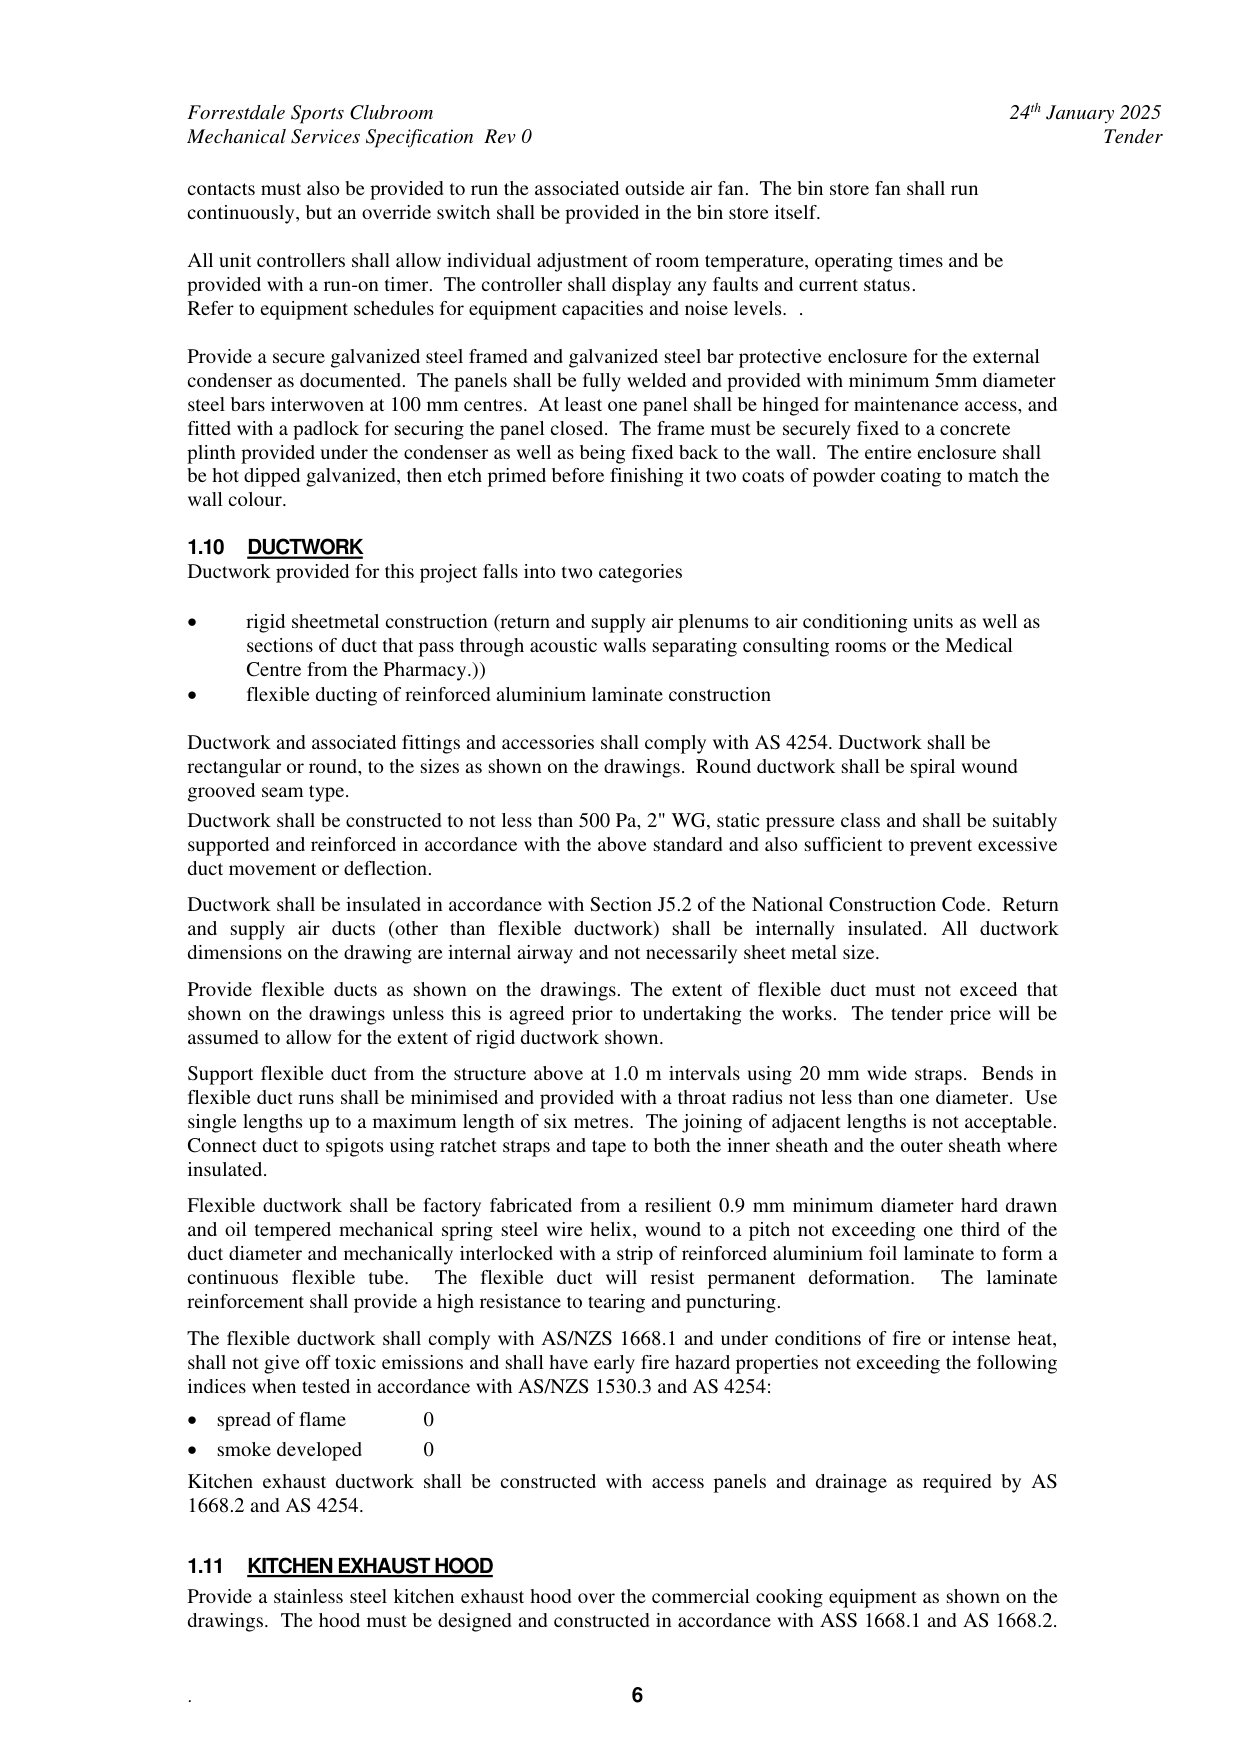 Forrestdale Sports Clubroom 24th January 2025
Mechanical Services Specification Rev 0 Tender
contacts must also be provided to run the associated outside air fan. The bin store fan shall run
continuously, but an override switch shall be provided in the bin store itself.
All unit controllers shall allow individual adjustment of room temperature, operating times and be
provided with a run-on timer. The controller shall display any faults and current status.
Refer to equipment schedules for equipment capacities and noise levels. .
Provide a secure galvanized steel framed and galvanized steel bar protective enclosure for the external
condenser as documented. The panels shall be fully welded and provided with minimum 5mm diameter
steel bars interwoven at 100 mm centres. At least one panel shall be hinged for maintenance access, and
fitted with a padlock for securing the panel closed. The frame must be securely fixed to a concrete
plinth provided under the condenser as well as being fixed back to the wall. The entire enclosure shall
be hot dipped galvanized, then etch primed before finishing it two coats of powder coating to match the
wall colour.
1.10 DUCTWORK
Ductwork provided for this project falls into two categories
• rigid sheetmetal construction (return and supply air plenums to air conditioning units as well as
sections of duct that pass through acoustic walls separating consulting rooms or the Medical
Centre from the Pharmacy.))
• flexible ducting of reinforced aluminium laminate construction
Ductwork and associated fittings and accessories shall comply with AS 4254. Ductwork shall be
rectangular or round, to the sizes as shown on the drawings. Round ductwork shall be spiral wound
grooved seam type.
Ductwork shall be constructed to not less than 500 Pa, 2" WG, static pressure class and shall be suitably
supported and reinforced in accordance with the above standard and also sufficient to prevent excessive
duct movement or deflection.
Ductwork shall be insulated in accordance with Section J5.2 of the National Construction Code. Return
and supply air ducts (other than flexible ductwork) shall be internally insulated. All ductwork
dimensions on the drawing are internal airway and not necessarily sheet metal size.
Provide flexible ducts as shown on the drawings. The extent of flexible duct must not exceed that
shown on the drawings unless this is agreed prior to undertaking the works. The tender price will be
assumed to allow for the extent of rigid ductwork shown.
Support flexible duct from the structure above at 1.0 m intervals using 20 mm wide straps. Bends in
flexible duct runs shall be minimised and provided with a throat radius not less than one diameter. Use
single lengths up to a maximum length of six metres. The joining of adjacent lengths is not acceptable.
Connect duct to spigots using ratchet straps and tape to both the inner sheath and the outer sheath where
insulated.
Flexible ductwork shall be factory fabricated from a resilient 0.9 mm minimum diameter hard drawn
and oil tempered mechanical spring steel wire helix, wound to a pitch not exceeding one third of the
duct diameter and mechanically interlocked with a strip of reinforced aluminium foil laminate to form a
continuous flexible tube. The flexible duct will resist permanent deformation. The laminate
reinforcement shall provide a high resistance to tearing and puncturing.
The flexible ductwork shall comply with AS/NZS 1668.1 and under conditions of fire or intense heat,
shall not give off toxic emissions and shall have early fire hazard properties not exceeding the following
indices when tested in accordance with AS/NZS 1530.3 and AS 4254:
• spread of flame 0
• smoke developed 0
Kitchen exhaust ductwork shall be constructed with access panels and drainage as required by AS
1668.2 and AS 4254.
1.11 KITCHEN EXHAUST HOOD
Provide a stainless steel kitchen exhaust hood over the commercial cooking equipment as shown on the
drawings. The hood must be designed and constructed in accordance with ASS 1668.1 and AS 1668.2.
. 6